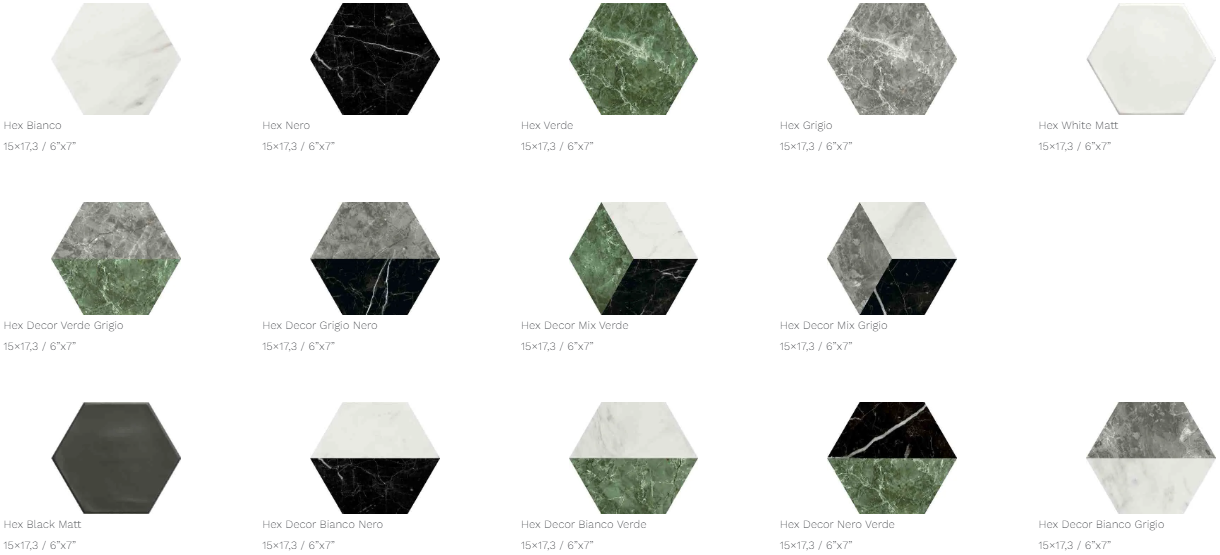 Hex Bianco
15×17,3 / 6”x7”
Hex Nero
15×17,3 / 6”x7”
Hex Verde
15×17,3 / 6”x7”
Hex Grigio
15×17,3 / 6”x7”
Hex White Matt
15×17,3 / 6”x7”
Hex Decor Verde Grigio
15×17,3 / 6”x7”
Hex Decor Grigio Nero
15×17,3 / 6”x7”
Hex Decor Mix Verde
15×17,3 / 6”x7”
Hex Decor Mix Grigio
15×17,3 / 6”x7”
Hex Black Matt
15×17,3 / 6”x7”
Hex Decor Bianco Nero
15×17,3 / 6”x7”
Hex Decor Bianco Verde
15×17,3 / 6”x7”
Hex Decor Nero Verde
15×17,3 / 6”x7”
Hex Decor Bianco Grigio
15×17,3 / 6”x7”